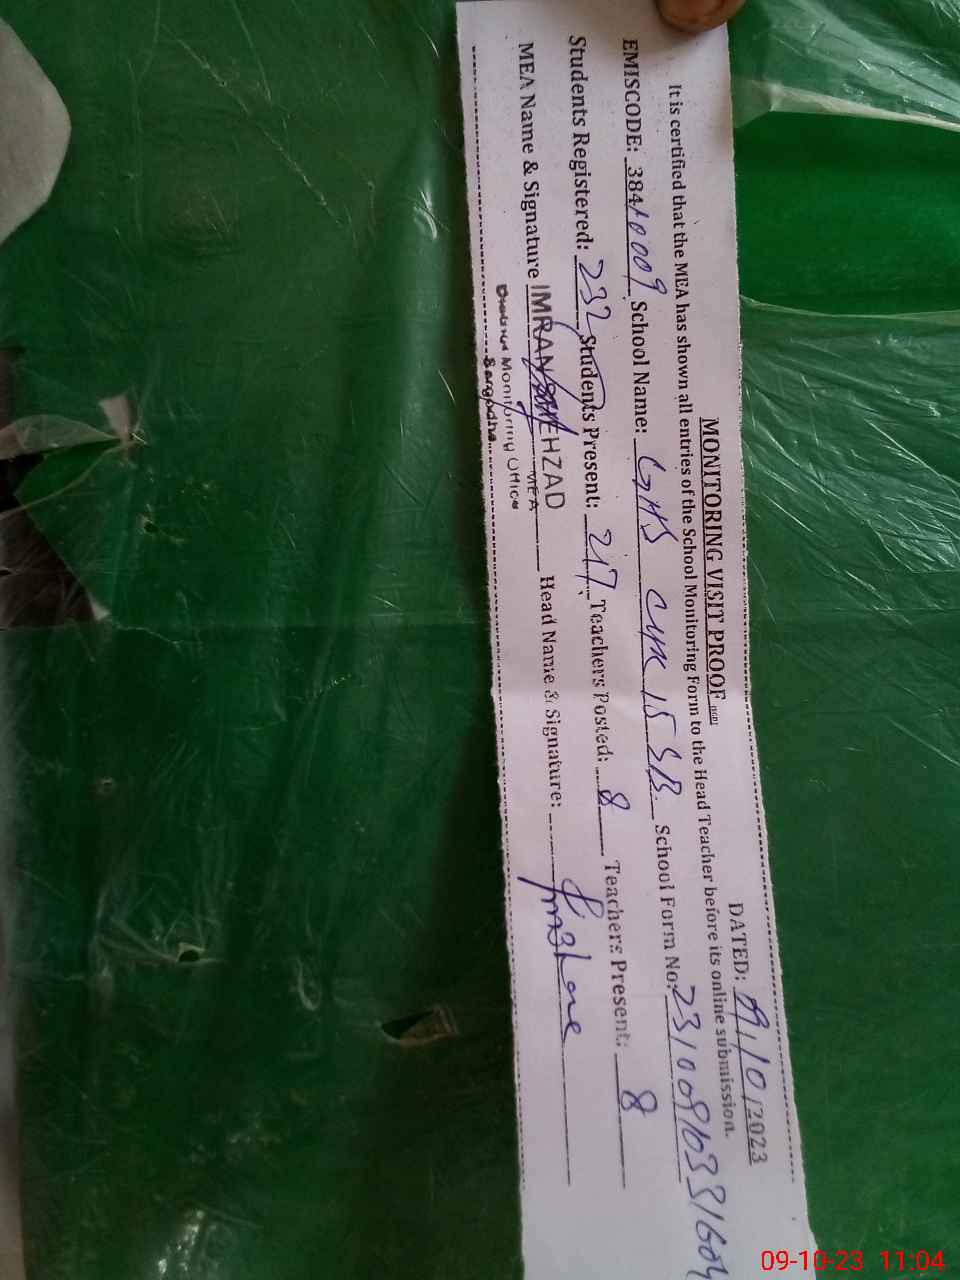 MONITORING VISIT PROOF
DATED: 09/10/2023
It is certified that the MEA has shown all entries of the School Monitoring Form to the Head Teacher before its online submission.
EMISCODE: 38410009 School Name: GHS 15 SB School Form No: 23100910331604
Students Registered: 232 Students Present: 217 Teachers Posted: 8 Teachers Present: 8
MEA Name & Signature IMRAN SHEHZAD Head Name & Signature:
MEA
District Monitoring Office
Sargodha
09-10-23 11:04